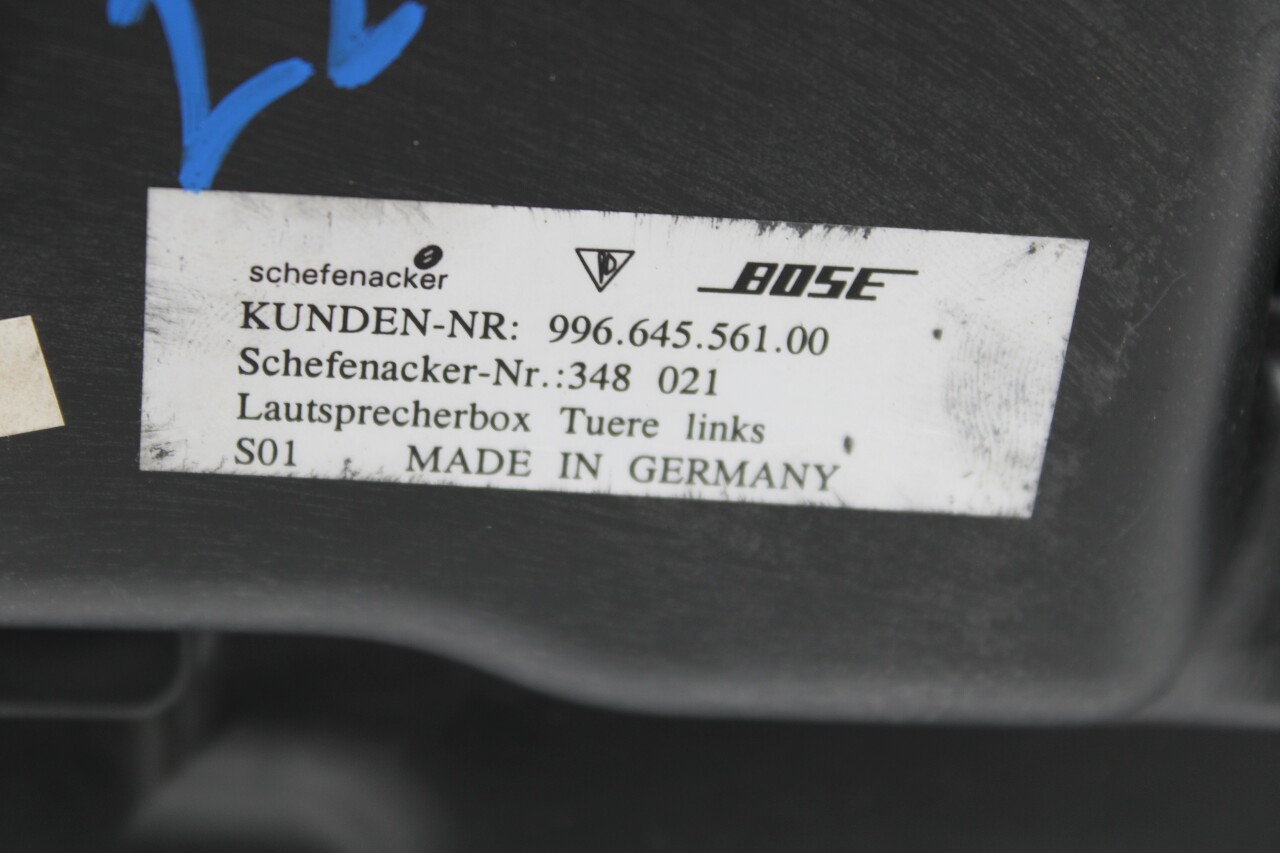 schefenacker BOSE
KUNDEN-NR: 996.645.561.00
Schefenacker-Nr.:348 021
Lautsprecherbox Tuere links
S01 MADE IN GERMANY